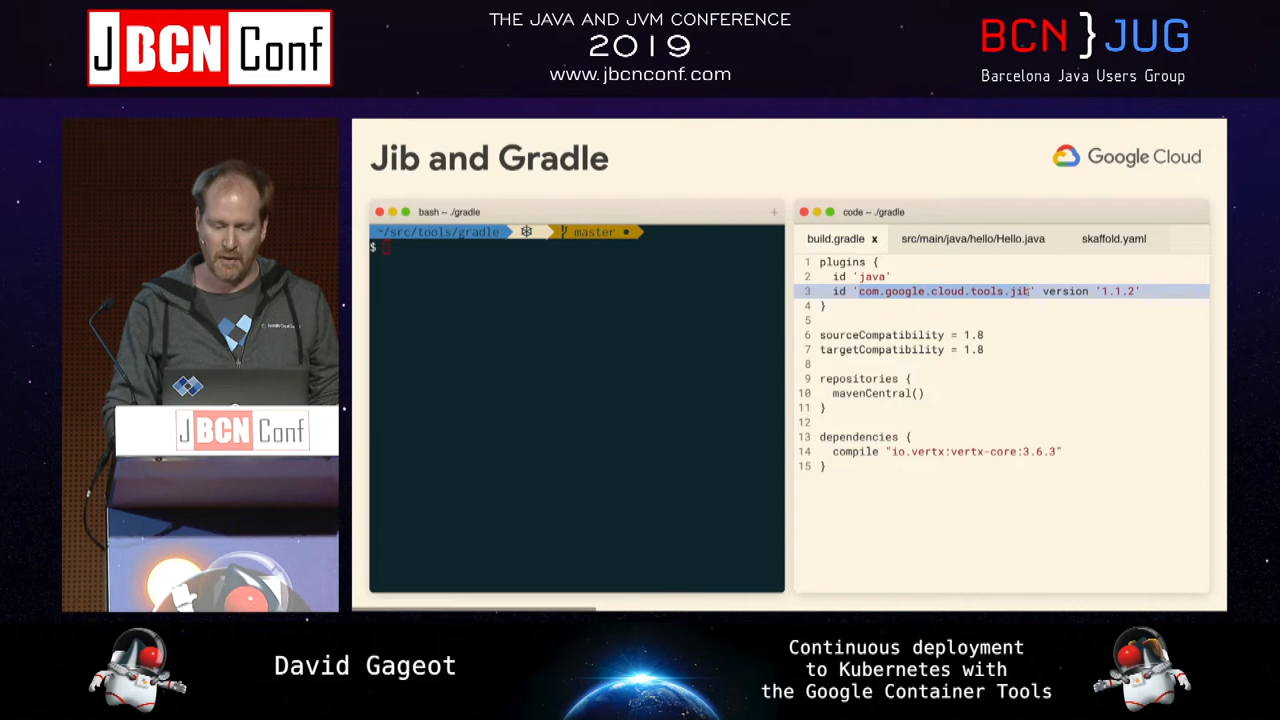 JBCNConf
THE JAVA AND JVM CONFERENCE
2019
www.jbcnconf.com
BCN}JUG
Barcelona Java Users Group
Jib and Gradle
Google Cloud
bash ~ ./gradle
+
~/src/tools/gradle master ●
$
code ~ ./gradle
build.gradle x src/main/java/hello/Hello.java skaffold.yaml
1 plugins {
2 id 'java'
3 id 'com.google.cloud.tools.jib' version '1.1.2'
4 }
5
6 sourceCompatibility = 1.8
7 targetCompatibility = 1.8
8
9 repositories {
10 mavenCentral()
11 }
12
13 dependencies {
14 compile "io.vertx:vertx-core:3.6.3"
15 }
JBCNConf
David Gageot
Continuous deployment
to Kubernetes with
the Google Container Tools